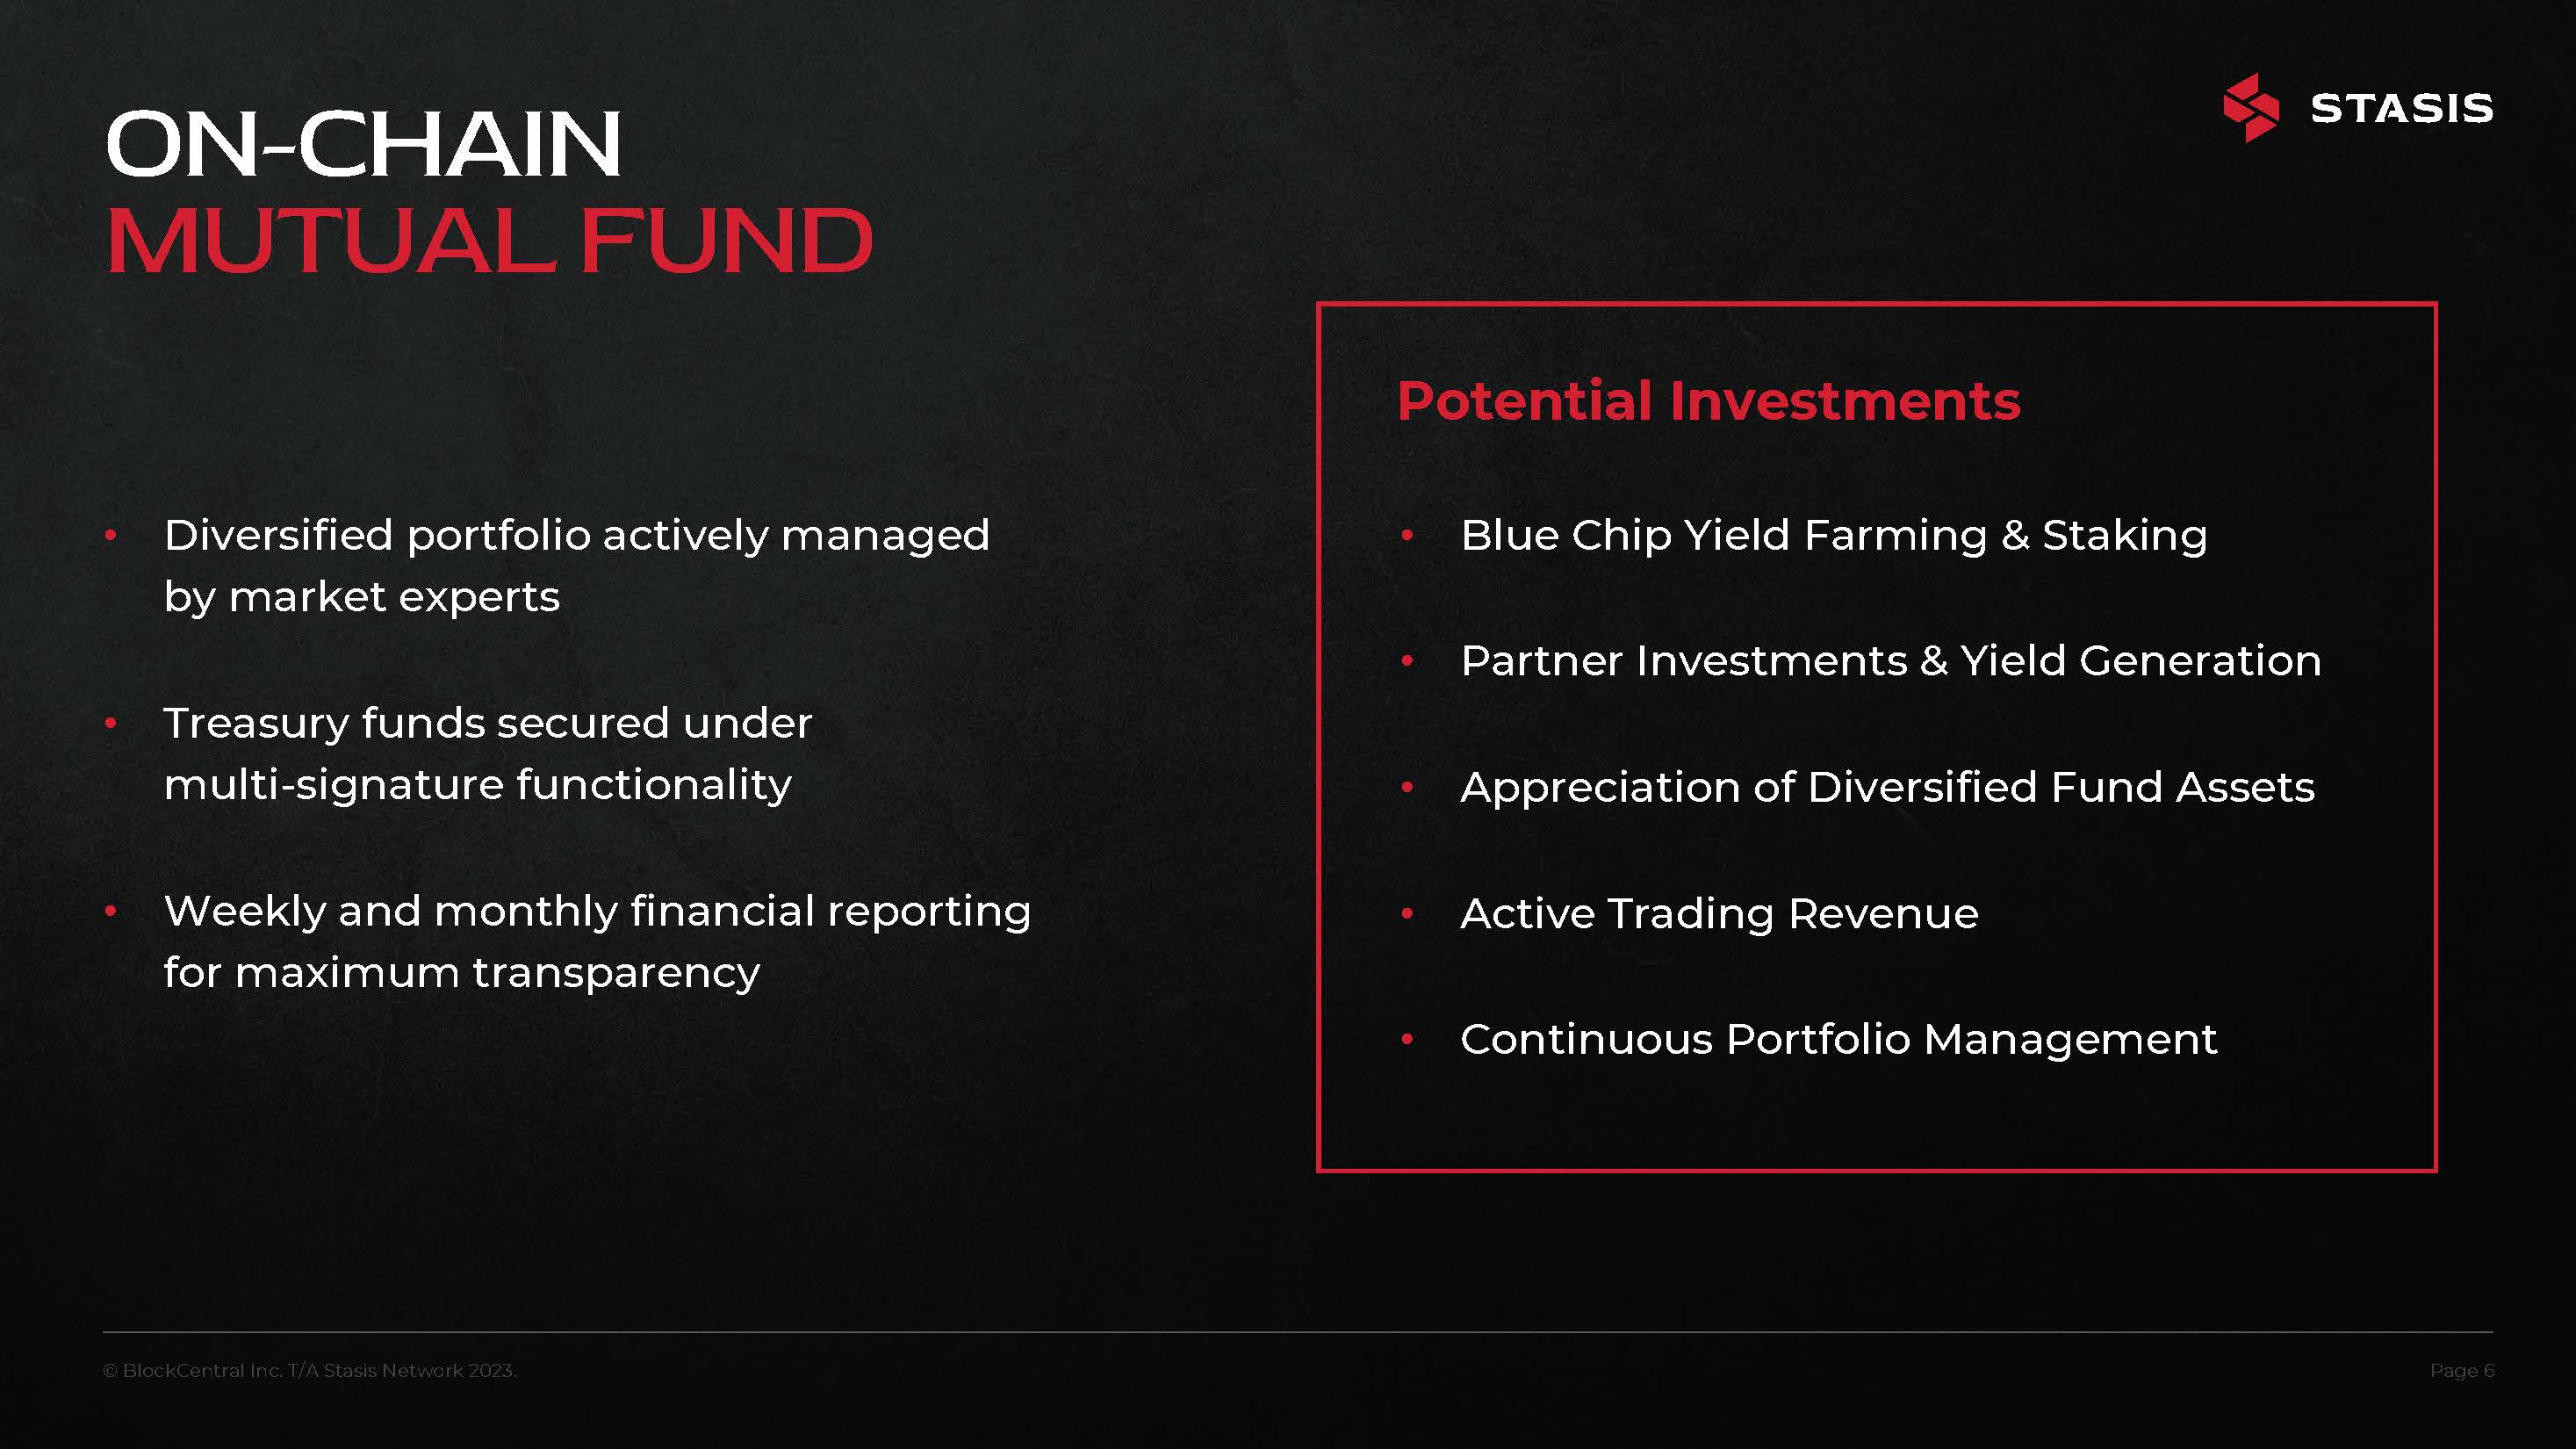 ON-CHAIN
MUTUAL FUND
STASIS
• Diversified portfolio actively managed
by market experts
• Treasury funds secured under
multi-signature functionality
• Weekly and monthly financial reporting
for maximum transparency
Potential Investments
• Blue Chip Yield Farming & Staking
• Partner Investments & Yield Generation
• Appreciation of Diversified Fund Assets
• Active Trading Revenue
• Continuous Portfolio Management
© BlockCentral Inc. T/A Stasis Network 2023.
Page 6